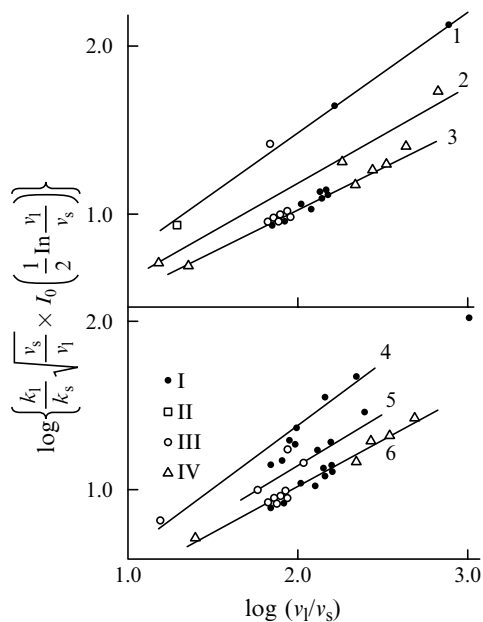 2.0
1
2
3
1.0
log { k_l/k_s √(v_s/v_l) × I_0 ( 1/2 ln v_l/v_s ) }
2.0
4
I
II
5
III
IV
6
1.0
1.0 2.0 3.0
log (v_l/v_s)